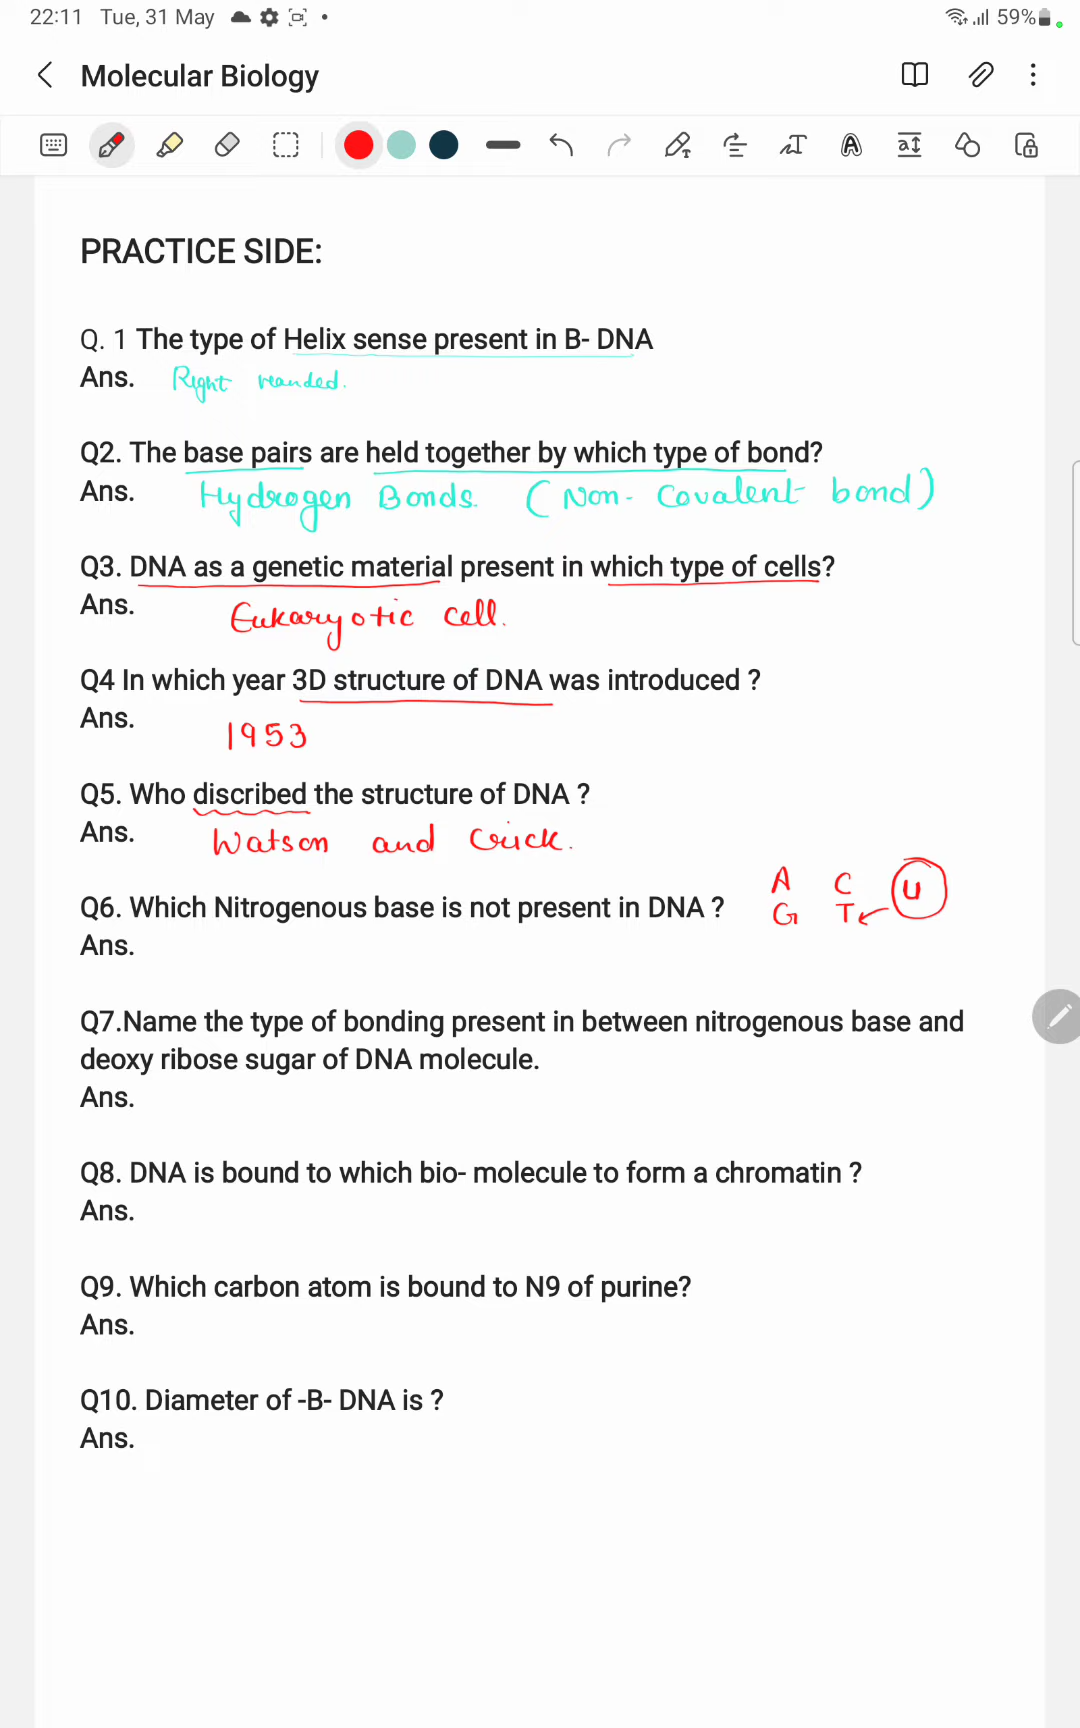 22:11 Tue, 31 May
59%
Molecular Biology
PRACTICE SIDE:
Q. 1 The type of Helix sense present in B- DNA
Ans. Right handed.
Q2. The base pairs are held together by which type of bond?
Ans. Hydrogen Bonds. (Non- Covalent bond)
Q3. DNA as a genetic material present in which type of cells?
Ans. Eukaryotic cell.
Q4 In which year 3D structure of DNA was introduced ?
Ans. 1953
Q5. Who discribed the structure of DNA ?
Ans. Watson and Crick.
A C U
Q6. Which Nitrogenous base is not present in DNA ? G T
Ans.
Q7.Name the type of bonding present in between nitrogenous base and
deoxy ribose sugar of DNA molecule.
Ans.
Q8. DNA is bound to which bio- molecule to form a chromatin ?
Ans.
Q9. Which carbon atom is bound to N9 of purine?
Ans.
Q10. Diameter of -B- DNA is ?
Ans.